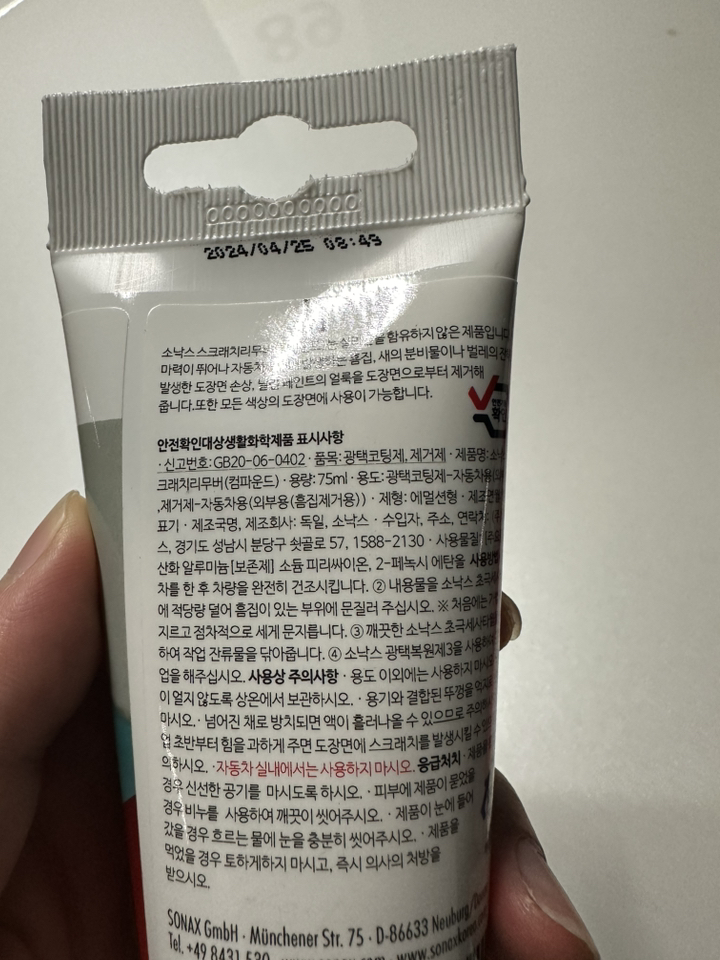 2024/04/25 08:49
소낙스 스크래치리무 함유하지 않은 제품입니다
마력이 뛰어나 자동차 흠집, 새의 분비물이나 벌레의
발생한 도장면 손상, 페인트의 얼룩을 도장면으로부터 제거해
줍니다.또한 모든 색상의 도장면에 사용이 가능합니다.
확인
안전확인대상생활화학제품 표시사항
· 신고번호: GB20-06-0402 · 품목: 광택코팅제, 제거제 · 제품명: 소낙
크래치리무버(컴파운드) · 용량: 75ml · 용도: 광택코팅제-자동차용
,제거제-자동차용(외부용(흠집제거용)) · 제형: 에멀션형 · 제조
표기 · 제조국명, 제조회사: 독일, 소낙스 · 수입자, 주소, 연락처:
스, 경기도 성남시 분당구 쇳골로 57, 1588-2130 · 사용물질
산화 알루미늄 [보존제] 소듐 피리싸이온, 2-페녹시 에탄올 사용방법
차를 한 후 차량을 완전히 건조시킵니다. ② 내용물을 소낙스 초극세
에 적당량 덜어 흠집이 있는 부위에 문질러 주십시오. ※ 처음에는
지르고 점차적으로 세게 문지릅니다. ③ 깨끗한 소낙스 초극세사타월
하여 작업 잔류물을 닦아줍니다. ④ 소낙스 광택복원제3을 사용하여
업을 해주십시오. 사용상 주의사항 · 용도 이외에는 사용하지 마시오
이 얼지 않도록 상온에서 보관하시오. · 용기와 결합된 뚜껑을 억지로
마시오. · 넘어진 채로 방치되면 액이 흘러나올 수 있으므로 주의하
업 초반부터 힘을 과하게 주면 도장면에 스크래치를 발생시킬 수
의하시오. ·자동차 실내에서는 사용하지 마시오. 응급처치 · 제품을
경우 신선한 공기를 마시도록 하시오. · 피부에 제품이 묻었을
경우 비누를 사용하여 깨끗이 씻어주시오. · 제품이 눈에 들어
갔을 경우 흐르는 물에 눈을 충분히 씻어주시오. · 제품을
먹었을 경우 토하게하지 마시고, 즉시 의사의 처방을
받으시오.
SONAX GmbH · Münchener Str. 75 · D-86633 Neuburg/
Tel. +49 8431 530 · www.sonax.com · www.sonaxkorea